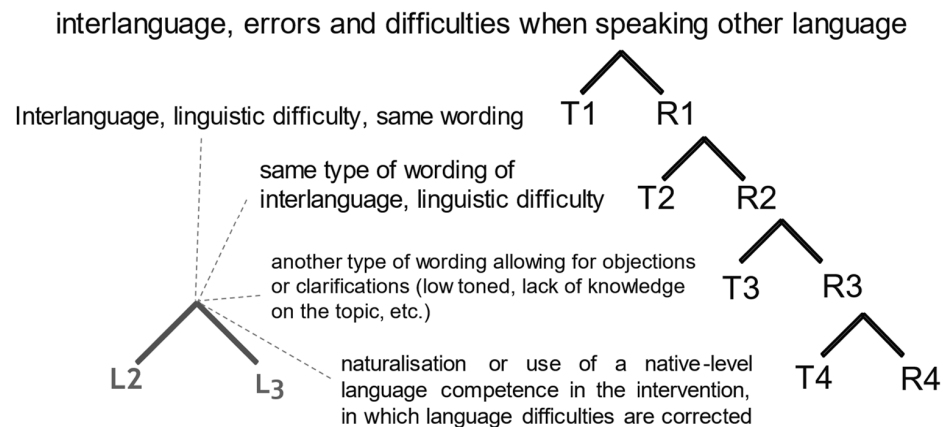 interlanguage, errors and difficulties when speaking other language
Interlanguage, linguistic difficulty, same wording
T1 R1
same type of wording of
interlanguage, linguistic difficulty
T2 R2
another type of wording allowing for objections
or clarifications (low toned, lack of knowledge
on the topic, etc.)
T3 R3
L2 L3
naturalisation or use of a native-level
language competence in the intervention,
in which language difficulties are corrected
T4 R4